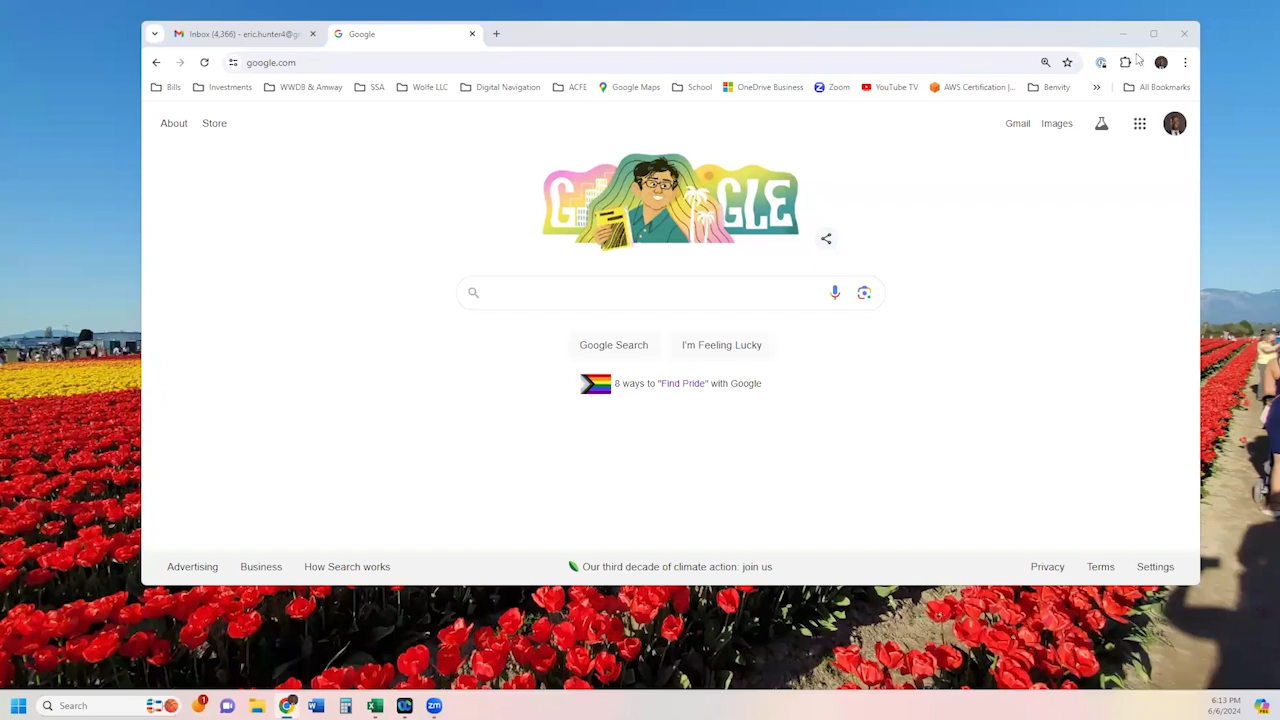 Inbox (4,366) - eric.hunter4@g
Google
google.com
Bills
Investments
WWDB & Amway
SSA
Wolfe LLC
Digital Navigation
ACFE
Google Maps
School
OneDrive Business
Zoom
YouTube TV
AWS Certification |...
Benvity
»
All Bookmarks
About
Store
Gmail
Images
G GLE
Google Search
I'm Feeling Lucky
8 ways to "Find Pride" with Google
Advertising
Business
How Search works
Our third decade of climate action: join us
Privacy
Terms
Settings
Search
1
zm
6:13 PM
6/6/2024